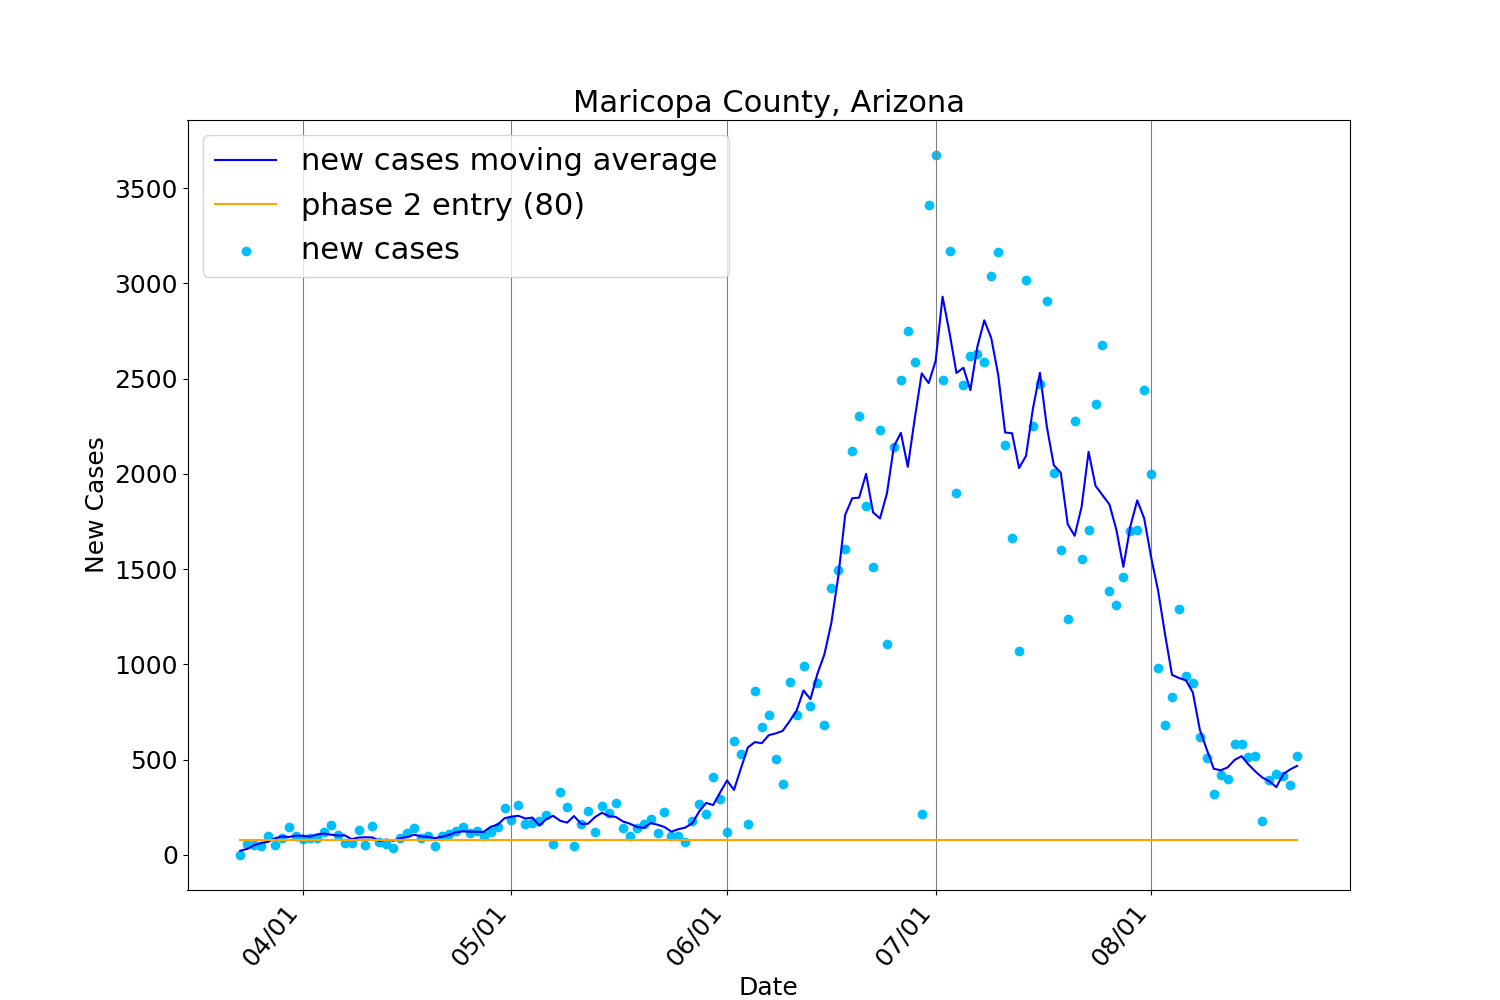 Maricopa County, Arizona
new cases moving average
phase 2 entry (80)
new cases
3500
3000
2500
2000
1500
1000
500
0
New Cases
04/01
05/01
06/01
07/01
08/01
Date